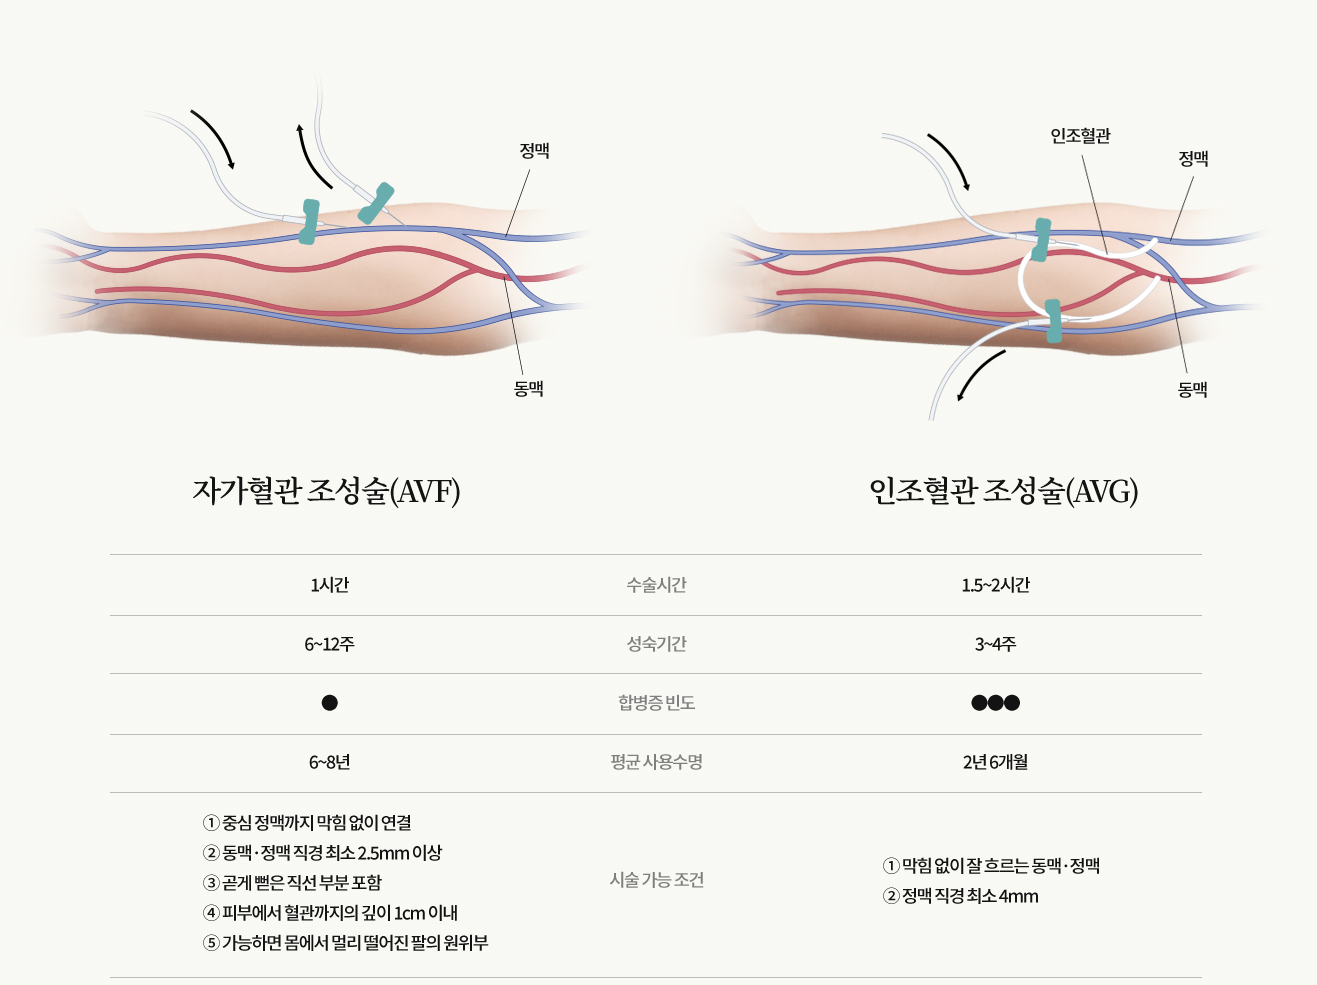 정맥
동맥
인조혈관
정맥
동맥
자가혈관 조성술(AVF)
인조혈관 조성술(AVG)
1시간
수술시간
1.5~2시간
6~12주
성숙기간
3~4주
합병증 빈도
6~8년
평균 사용수명
2년 6개월
① 중심 정맥까지 막힘 없이 연결
② 동맥·정맥 직경 최소 2.5mm 이상
③ 곧게 뻗은 직선 부분 포함
④ 피부에서 혈관까지의 깊이 1cm 이내
⑤ 가능하면 몸에서 멀리 떨어진 팔의 원위부
시술 가능 조건
① 막힘 없이 잘 흐르는 동맥·정맥
② 정맥 직경 최소 4mm